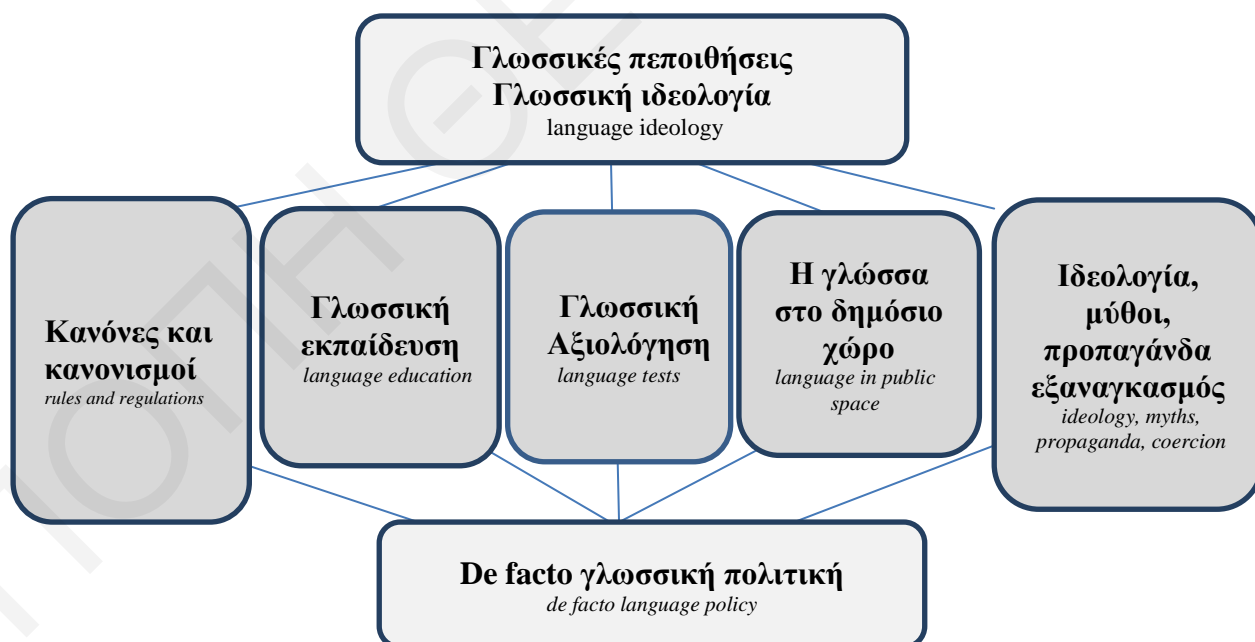 Γλωσσικές πεποιθήσεις
Γλωσσική ιδεολογία
language ideology
Κανόνες και
κανονισμοί
rules and regulations
Γλωσσική
εκπαίδευση
language education
Γλωσσική
Αξιολόγηση
language tests
Η γλώσσα
στο δημόσιο
χώρο
language in public
space
Ιδεολογία,
μύθοι,
προπαγάνδα
εξαναγκασμός
ideology, myths,
propaganda, coercion
De facto γλωσσική πολιτική
de facto language policy